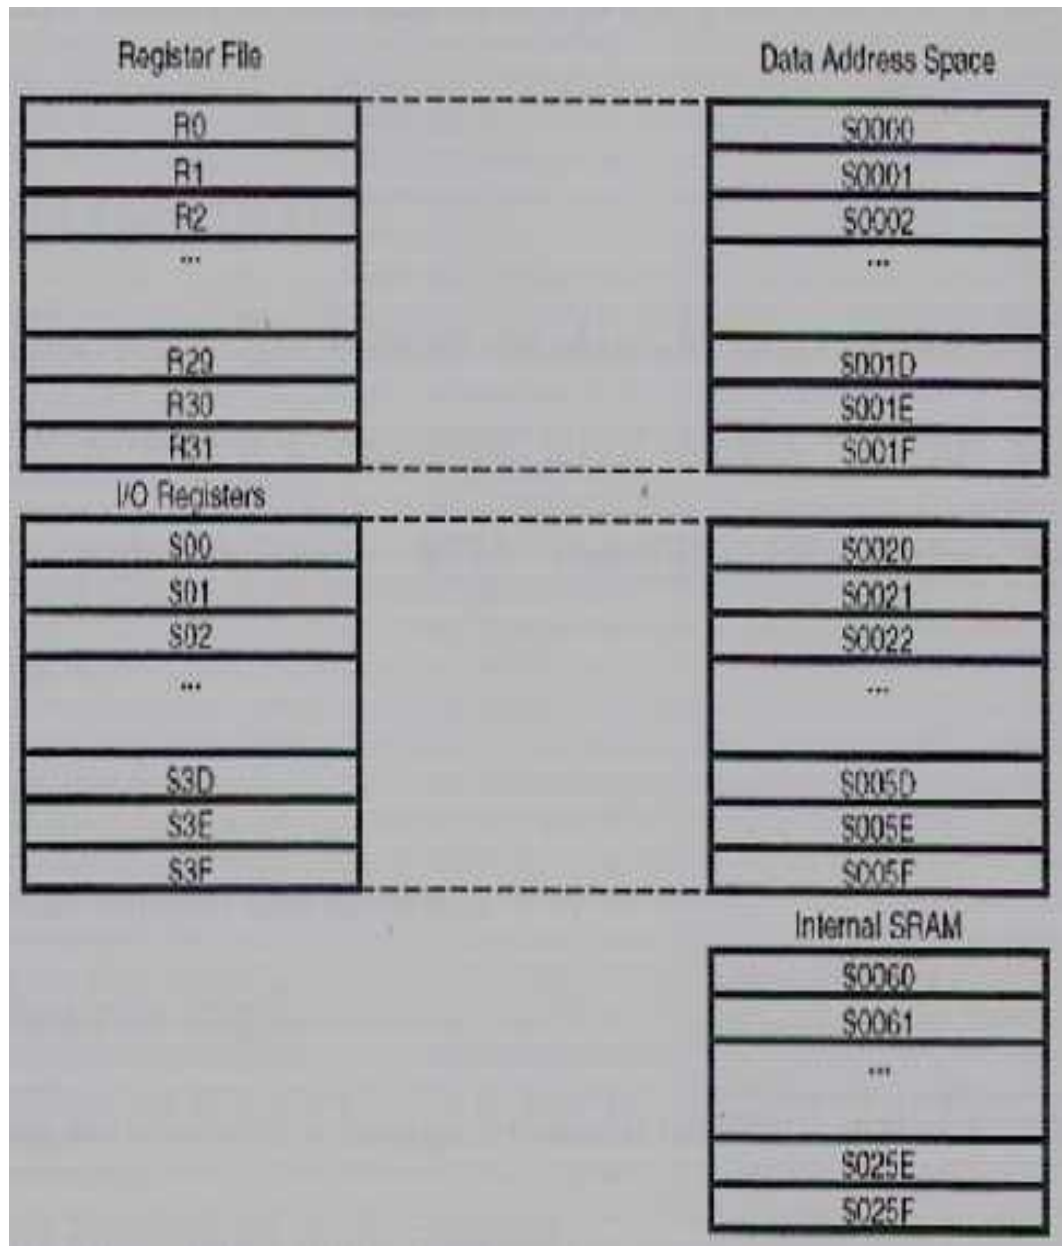 Register File
Data Address Space
R0
$0000
R1
$0001
R2
$0002
...
...
R29
$001D
R30
$001E
R31
$001F
I/O Registers
$00
$0020
$01
$0021
$02
$0022
...
...
$3D
$005D
$3E
$005E
$3F
$005F
Internal SRAM
$0060
$0061
...
$025E
$025F